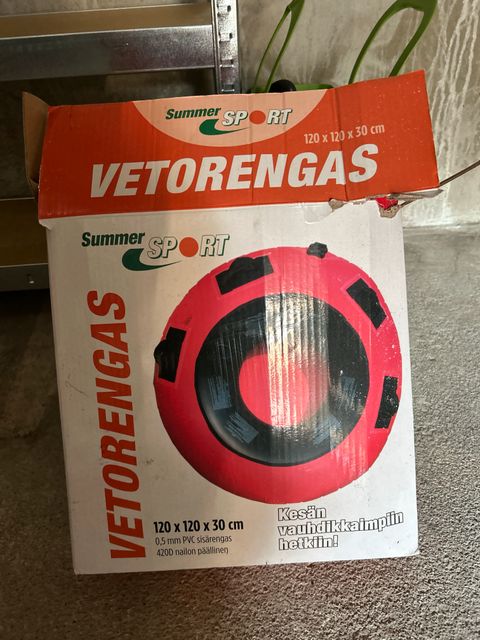 Summer SPORT
120 x 120 x 30 cm
VETORENGAS
Summer SPORT
VETORENGAS
120 x 120 x 30 cm
0,5 mm PVC sisärengas
420D nailon päällinen
Kesän
vauhdikkaimpiin
hetkiin!